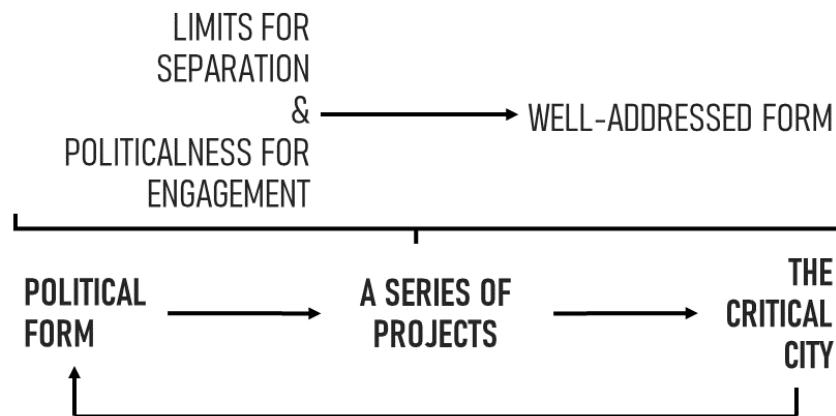 LIMITS FOR
SEPARATION
&
POLITICALNESS FOR
ENGAGEMENT
WELL-ADDRESSED FORM
POLITICAL
FORM
A SERIES OF
PROJECTS
THE
CRITICAL
CITY